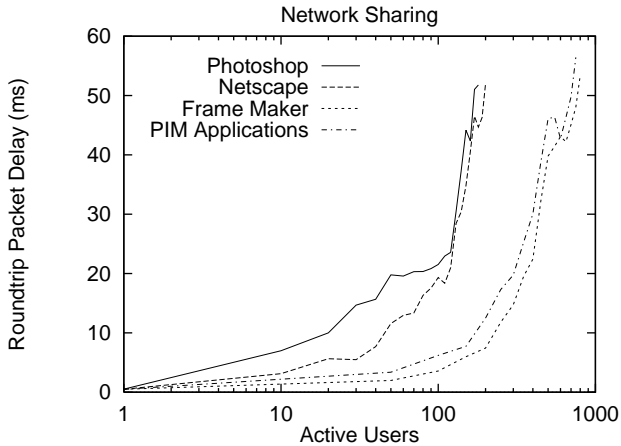 Network Sharing
60
50
40
30
20
10
0
Roundtrip Packet Delay (ms)
Photoshop
Netscape
Frame Maker
PIM Applications
1 10 100 1000
Active Users